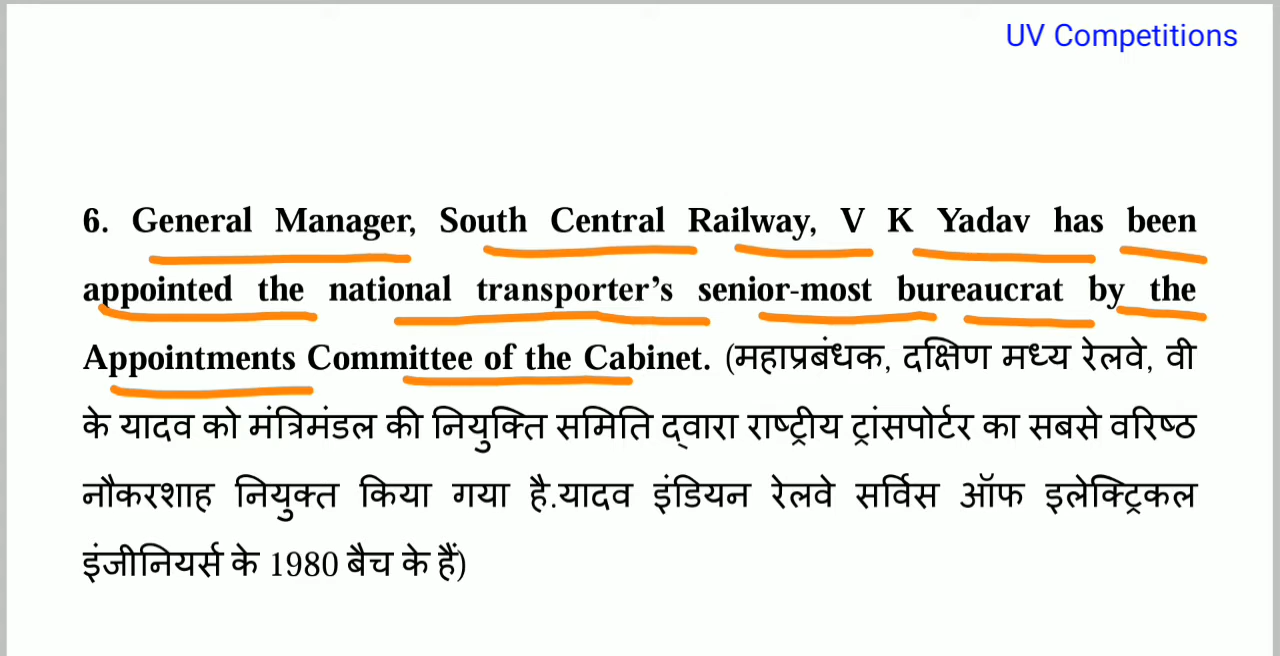 UV Competitions
6. General Manager, South Central Railway, V K Yadav has been
appointed the national transporter’s senior-most bureaucrat by the
Appointments Committee of the Cabinet. (महाप्रबंधक, दक्षिण मध्य रेलवे, वी
के यादव को मंत्रिमंडल की नियुक्ति समिति द्वारा राष्ट्रीय ट्रांसपोर्टर का सबसे वरिष्ठ
नौकरशाह नियुक्त किया गया है.यादव इंडियन रेलवे सर्विस ऑफ इलेक्ट्रिकल
इंजीनियर्स के 1980 बैच के हैं)